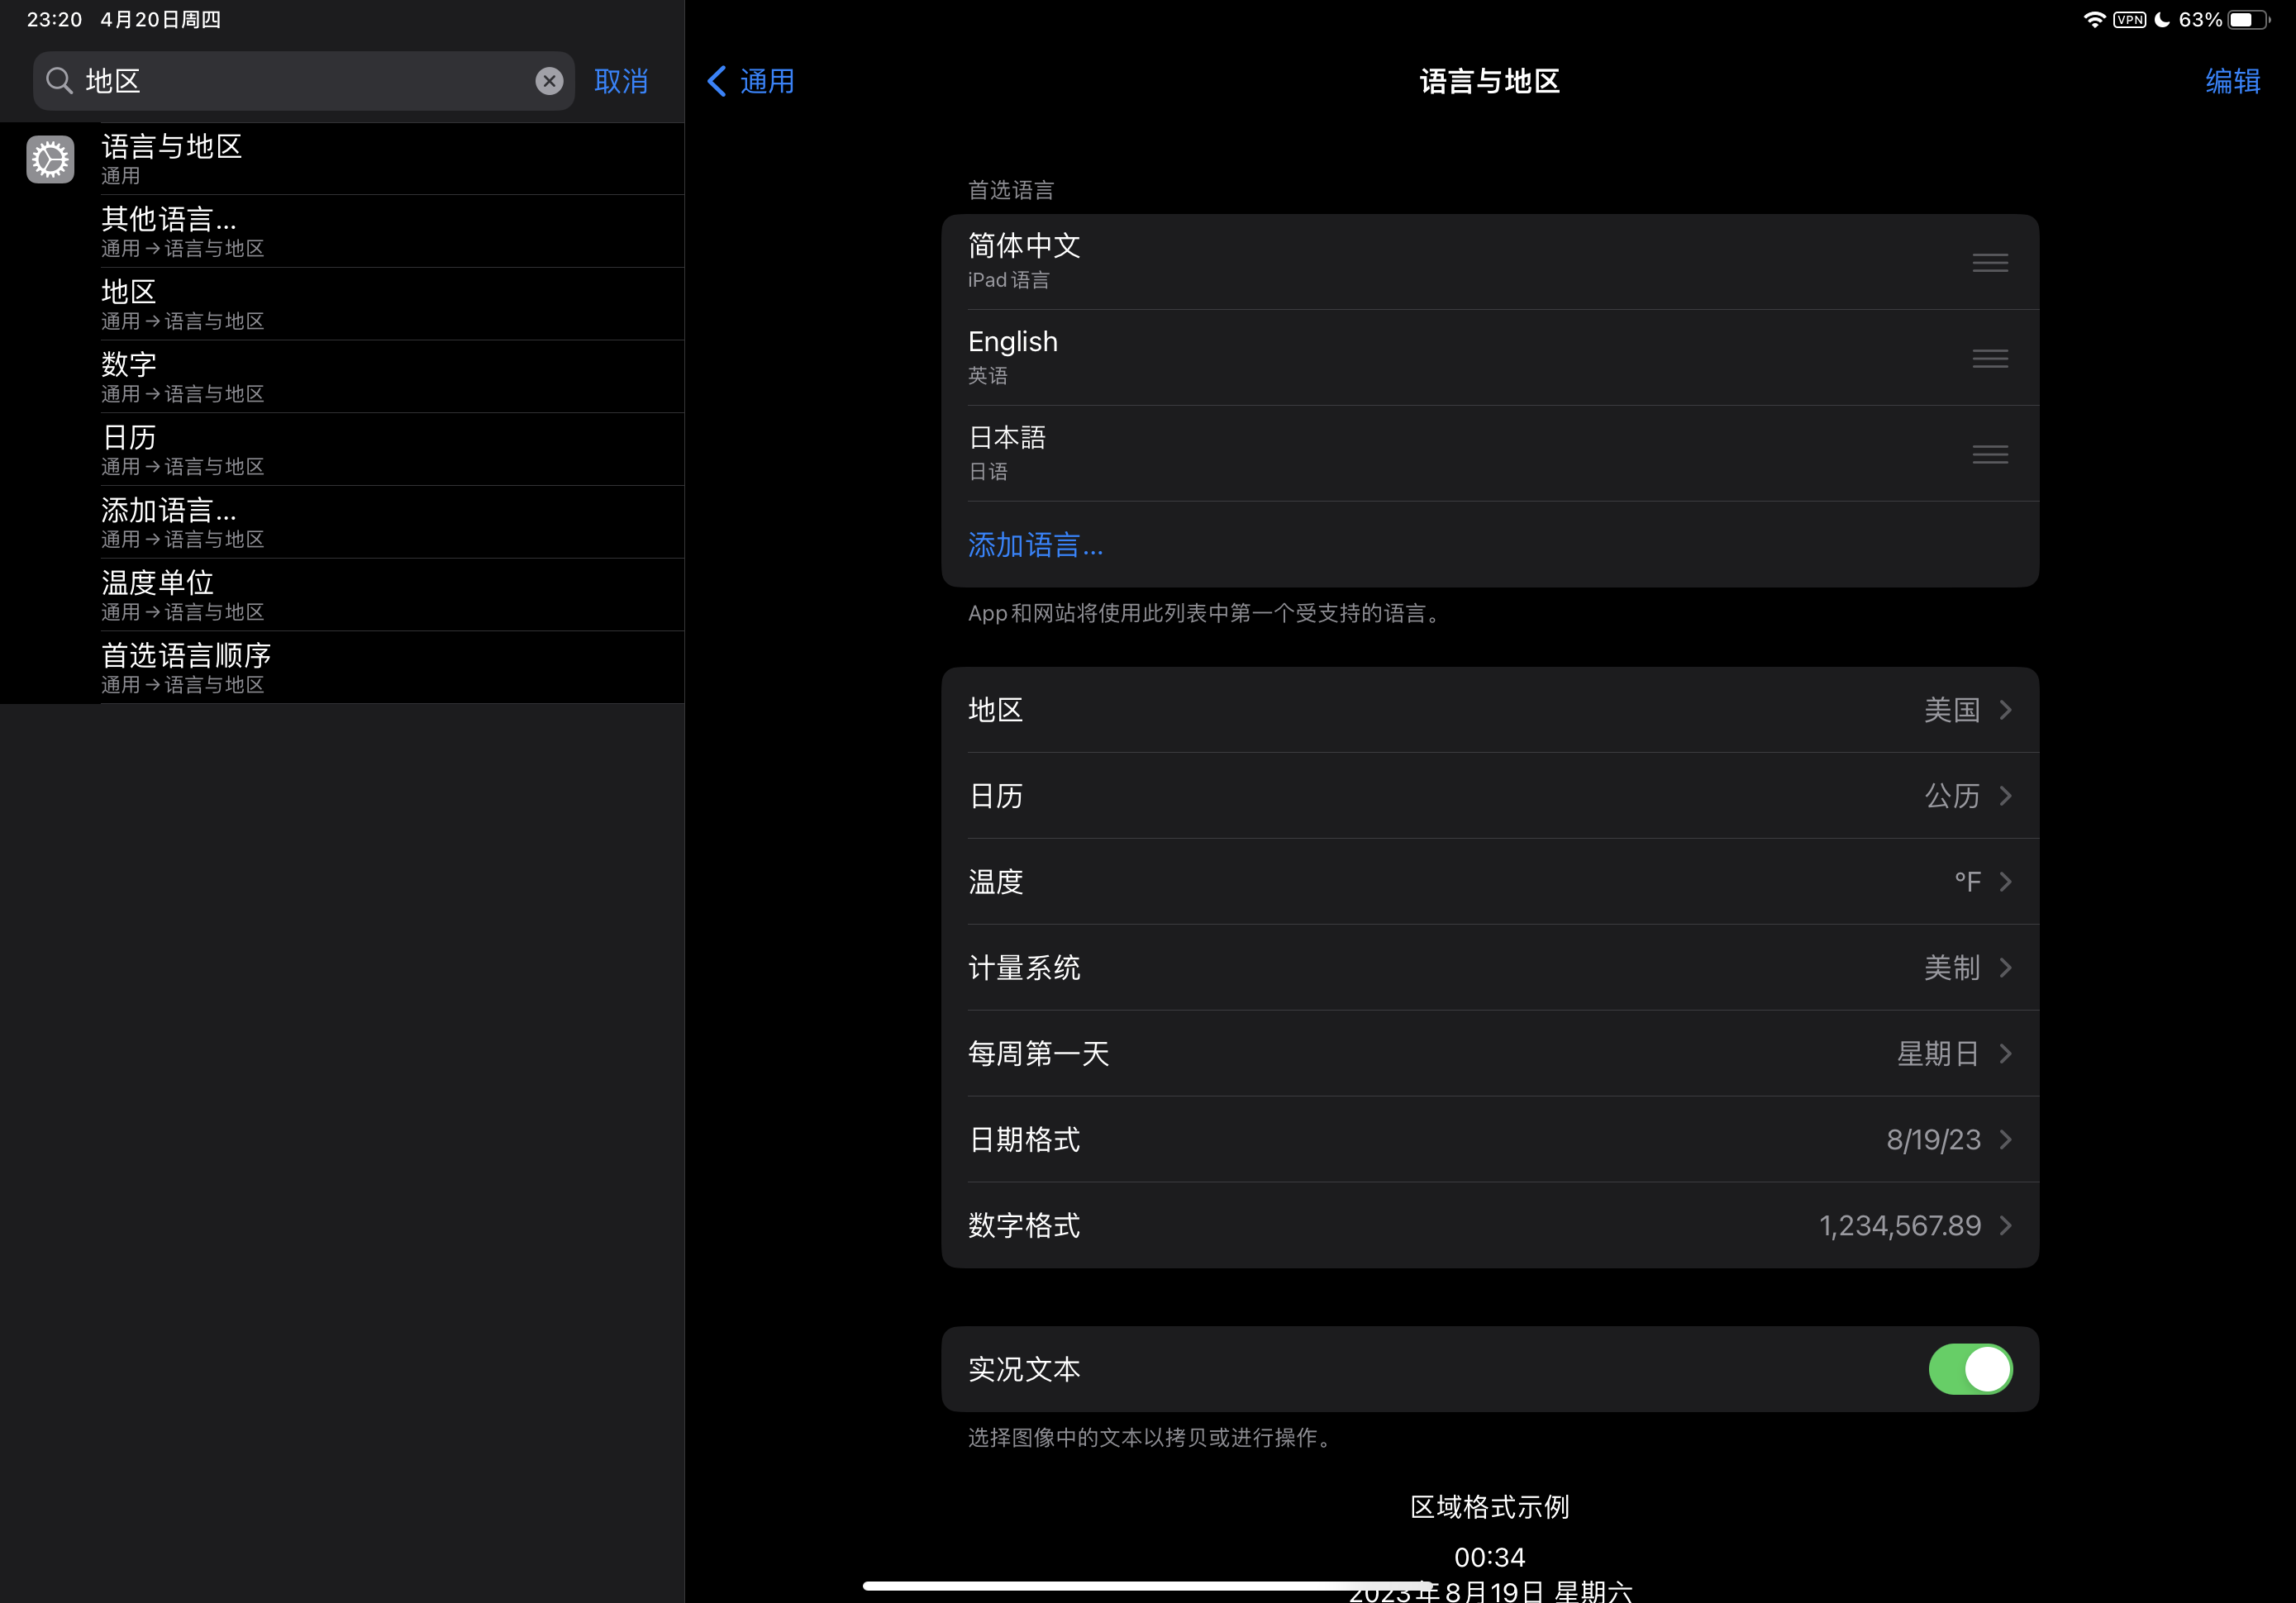 23:20 4月20日周四
VPN 63%
地区
取消
语言与地区
通用
其他语言...
通用→语言与地区
地区
通用→语言与地区
数字
通用→语言与地区
日历
通用→语言与地区
添加语言...
通用→语言与地区
温度单位
通用→语言与地区
首选语言顺序
通用→语言与地区
通用
语言与地区
编辑
首选语言
简体中文
iPad 语言
English
英语
日本語
日语
添加语言...
App 和网站将使用此列表中第一个受支持的语言。
地区 美国
日历 公历
温度 °F
计量系统 美制
每周第一天 星期日
日期格式 8/19/23
数字格式 1,234,567.89
实况文本
选择图像中的文本以拷贝或进行操作。
区域格式示例
00:34
2023年8月19日 星期六